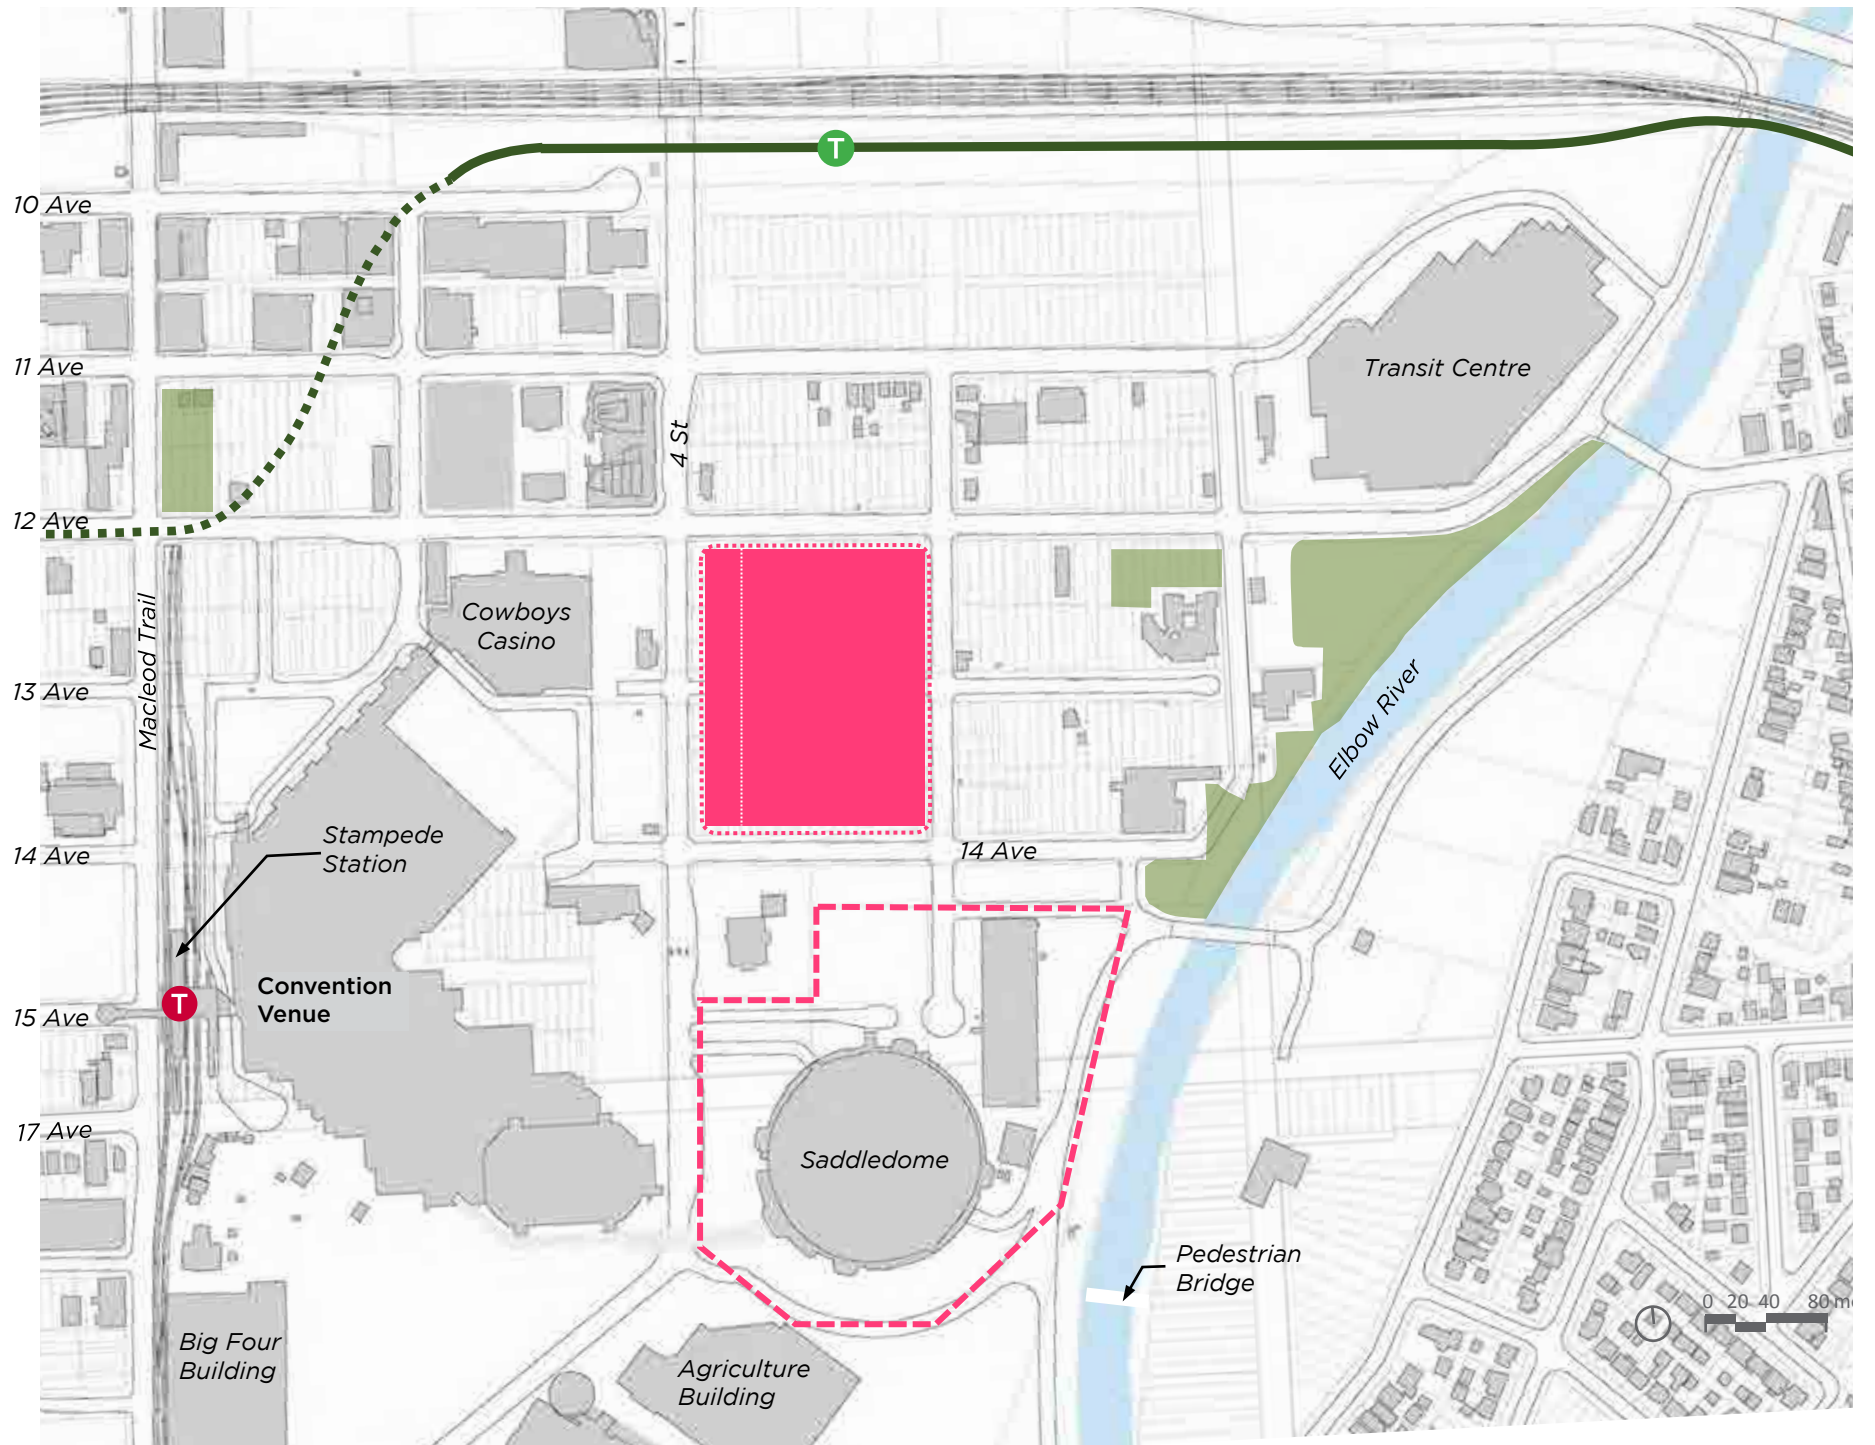 T
10 Ave
11 Ave
Transit Centre
4 St
12 Ave
Cowboys
Casino
Macleod Trail
13 Ave
Elbow River
Stampede
Station
14 Ave
14 Ave
Convention
Venue
T
15 Ave
17 Ave
Saddledome
Pedestrian
Bridge
0 20 40 80 me
Big Four
Building
Agriculture
Building